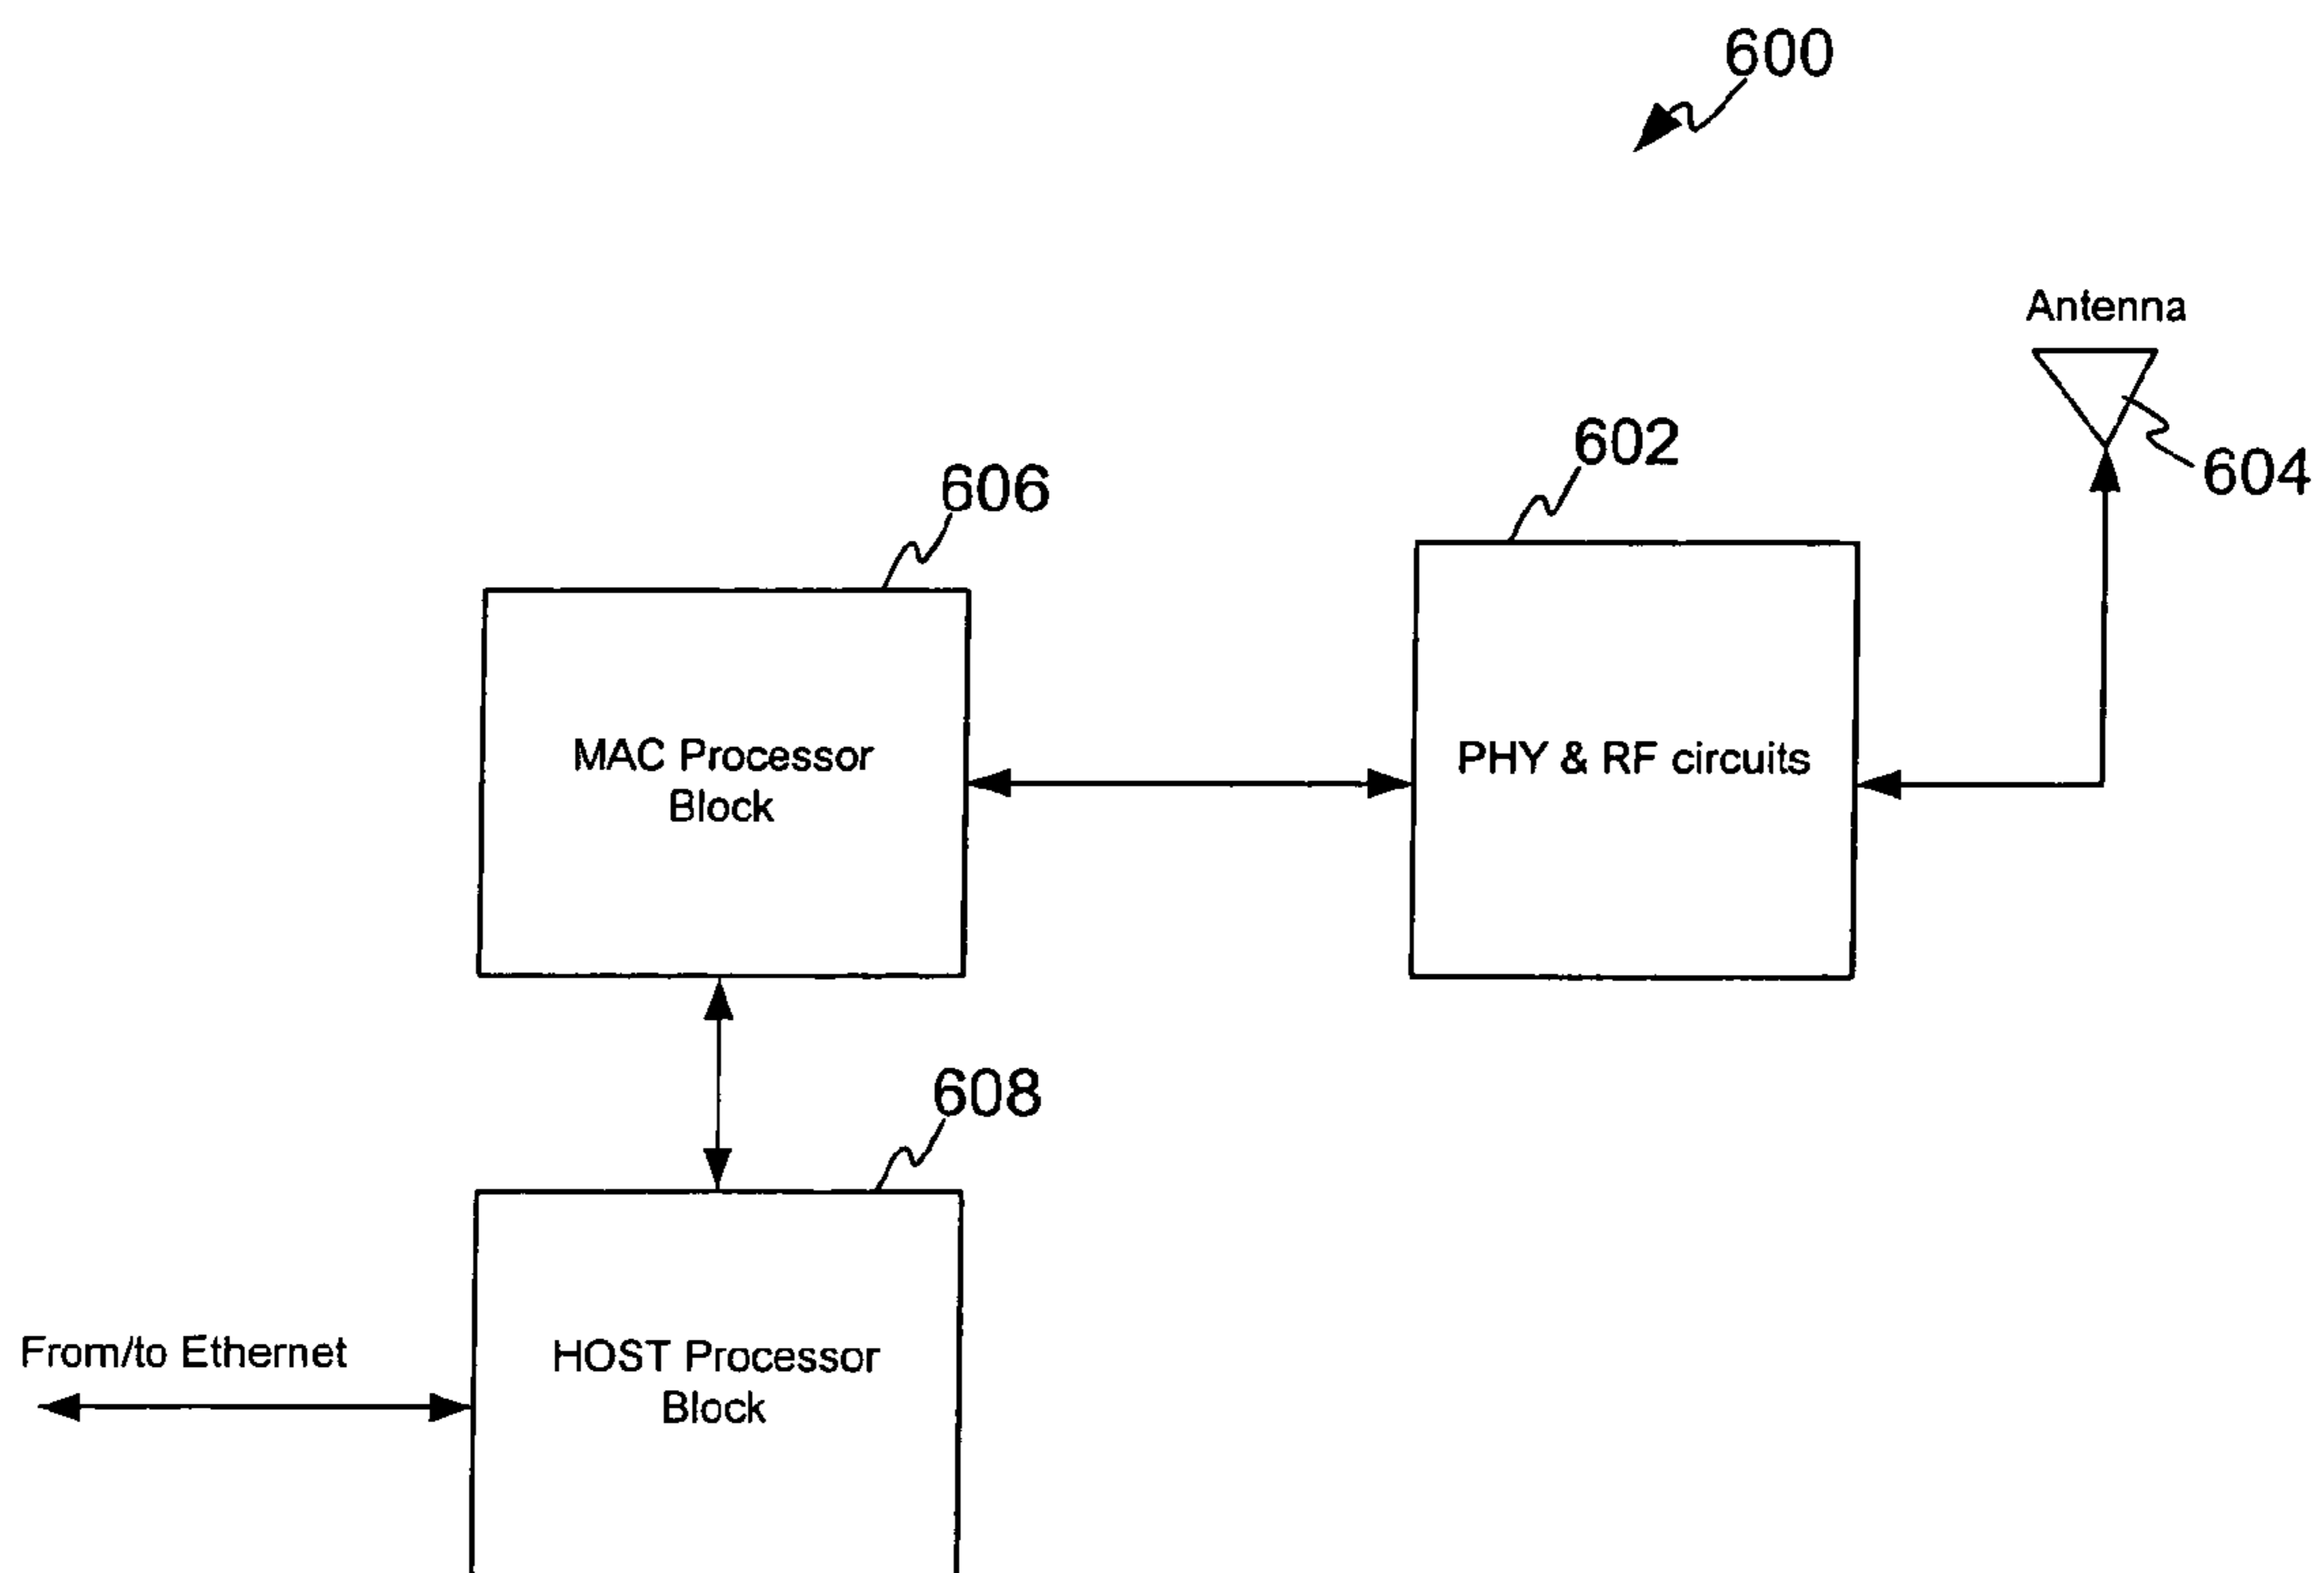 600
Antenna
604
602
606
MAC Processor
Block
PHY & RF circuits
608
From/to Ethernet
HOST Processor
Block